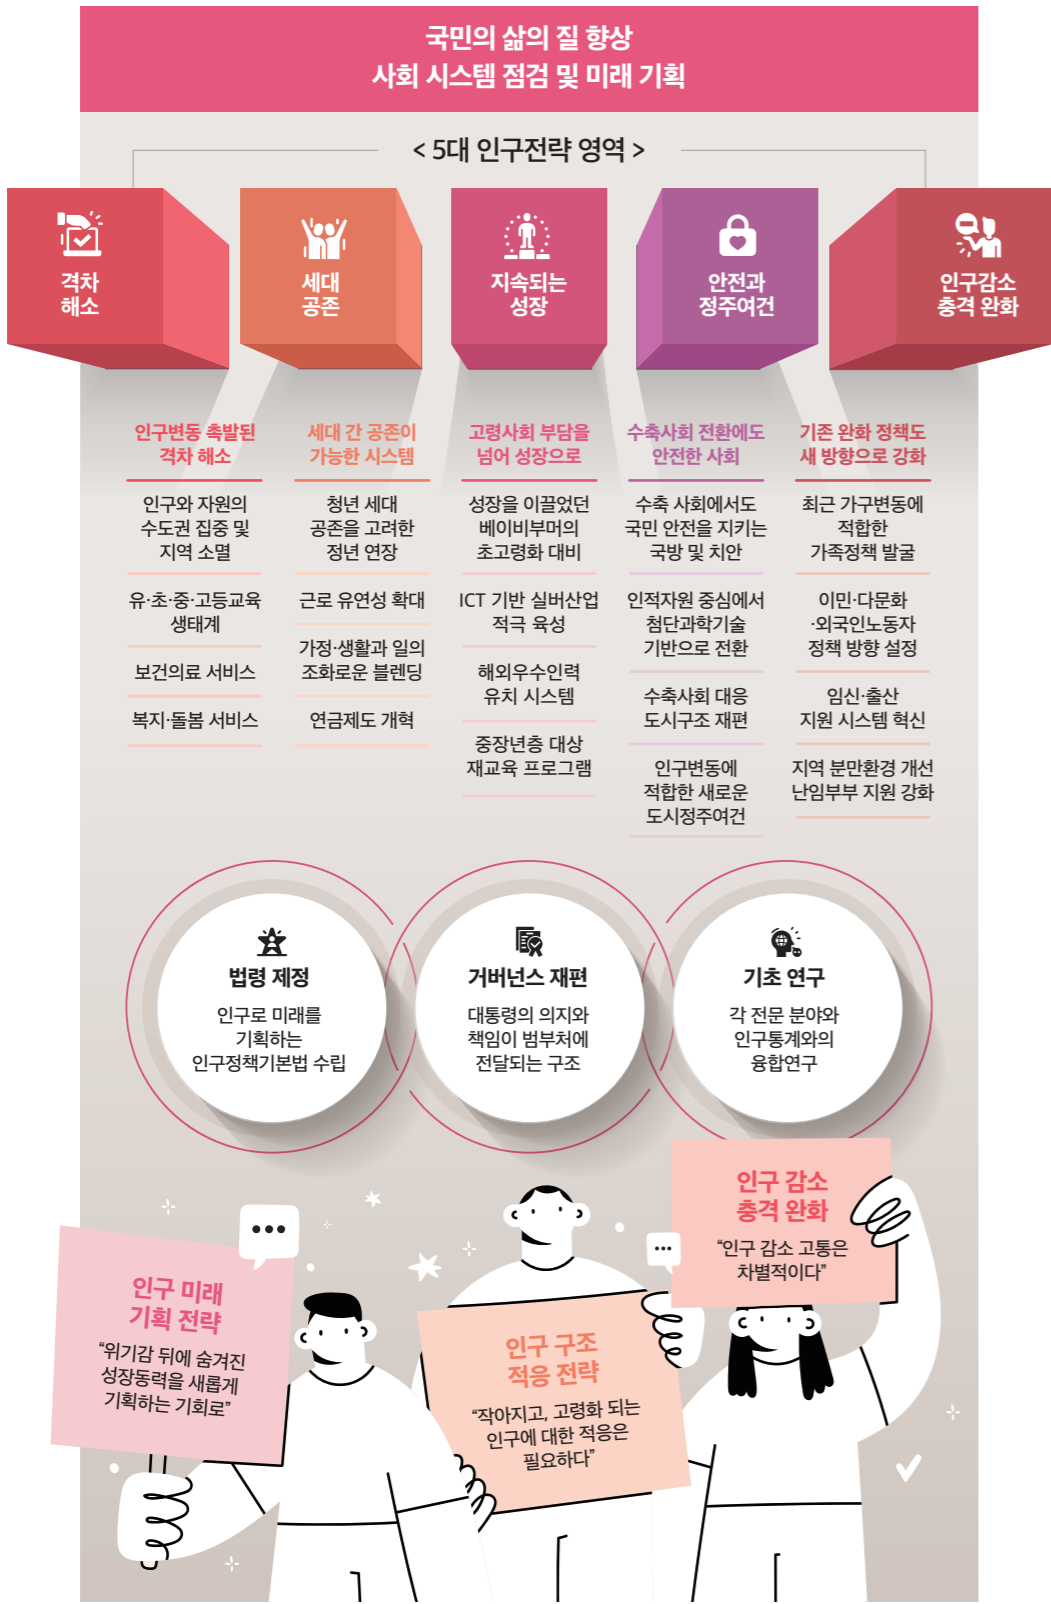 국민의 삶의 질 향상
사회 시스템 점검 및 미래 기획
< 5대 인구전략 영역 >
격차
해소
세대
공존
지속되는
성장
안전과
정주여건
인구감소
충격 완화
인구변동 촉발된
격차 해소
인구와 자원의
수도권 집중 및
지역 소멸
유·초·중·고등교육
생태계
보건의료 서비스
복지·돌봄 서비스
세대 간 공존이
가능한 시스템
청년 세대
공존을 고려한
정년 연장
근로 유연성 확대
가정·생활과 일의
조화로운 블렌딩
연금제도 개혁
고령사회 부담을
넘어 성장으로
성장을 이끌었던
베이비부머의
초고령화 대비
ICT 기반 실버산업
적극 육성
해외우수인력
유치 시스템
중장년층 대상
재교육 프로그램
수축사회 전환에도
안전한 사회
수축 사회에서도
국민 안전을 지키는
국방 및 치안
인적자원 중심에서
첨단과학기술
기반으로 전환
수축사회 대응
도시구조 재편
인구변동에
적합한 새로운
도시정주여건
기존 완화 정책도
새 방향으로 강화
최근 가구변동에
적합한
가족정책 발굴
이민·다문화
·외국인노동자
정책 방향 설정
임신·출산
지원 시스템 혁신
지역 분만환경 개선
난임부부 지원 강화
법령 제정
인구로 미래를
기획하는
인구정책기본법 수립
거버넌스 재편
대통령의 의지와
책임이 범부처에
전달되는 구조
기초 연구
각 전문 분야와
인구통계와의
융합연구
인구 미래
기획 전략
“위기감 뒤에 숨겨진
성장동력을 새롭게
기획하는 기회로”
인구 구조
적응 전략
“작아지고, 고령화 되는
인구에 대한 적응은
필요하다”
인구 감소
충격 완화
“인구 감소 고통은
차별적이다”